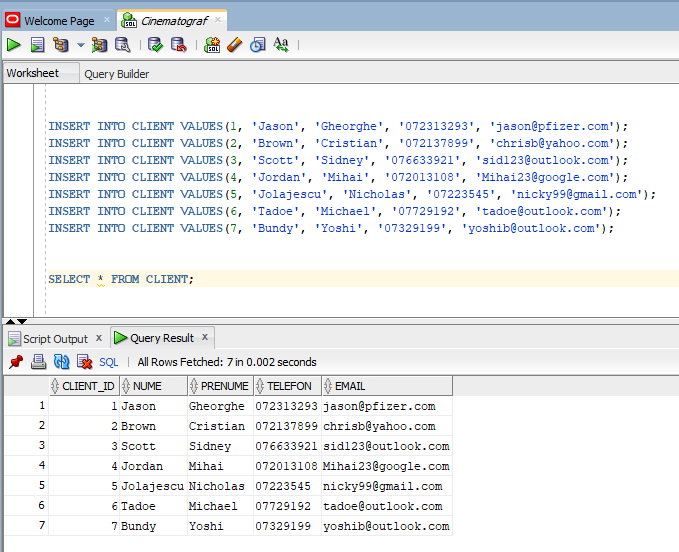 Welcome Page × Cinematograf ×
SQL Aa
Worksheet Query Builder
INSERT INTO CLIENT VALUES(1, 'Jason', 'Gheorghe', '072313293', 'jason@pfizer.com');
INSERT INTO CLIENT VALUES(2, 'Brown', 'Cristian', '072137899', 'chrisb@yahoo.com');
INSERT INTO CLIENT VALUES(3, 'Scott', 'Sidney', '076633921', 'sid123@outlook.com');
INSERT INTO CLIENT VALUES(4, 'Jordan', 'Mihai', '072013108', 'Mihai23@google.com');
INSERT INTO CLIENT VALUES(5, 'Jolajescu', 'Nicholas', '07223545', 'nicky99@gmail.com');
INSERT INTO CLIENT VALUES(6, 'Tadoe', 'Michael', '07729192', 'tadoe@outlook.com');
INSERT INTO CLIENT VALUES(7, 'Bundy', 'Yoshi', '07329199', 'yoshib@outlook.com');
SELECT * FROM CLIENT;
Script Output × Query Result ×
SQL | All Rows Fetched: 7 in 0.002 seconds
CLIENT_ID NUME PRENUME TELEFON EMAIL
1 1 Jason Gheorghe 072313293 jason@pfizer.com
2 2 Brown Cristian 072137899 chrisb@yahoo.com
3 3 Scott Sidney 076633921 sid123@outlook.com
4 4 Jordan Mihai 072013108 Mihai23@google.com
5 5 Jolajescu Nicholas 07223545 nicky99@gmail.com
6 6 Tadoe Michael 07729192 tadoe@outlook.com
7 7 Bundy Yoshi 07329199 yoshib@outlook.com